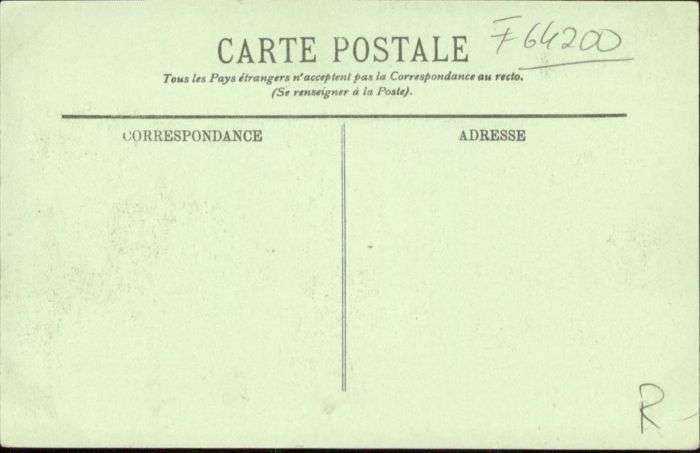 CARTE POSTALE
F64200
Tous les Pays étrangers n'acceptent pas la Correspondance au recto.
(Se renseigner à la Poste).
CORRESPONDANCE
ADRESSE
R